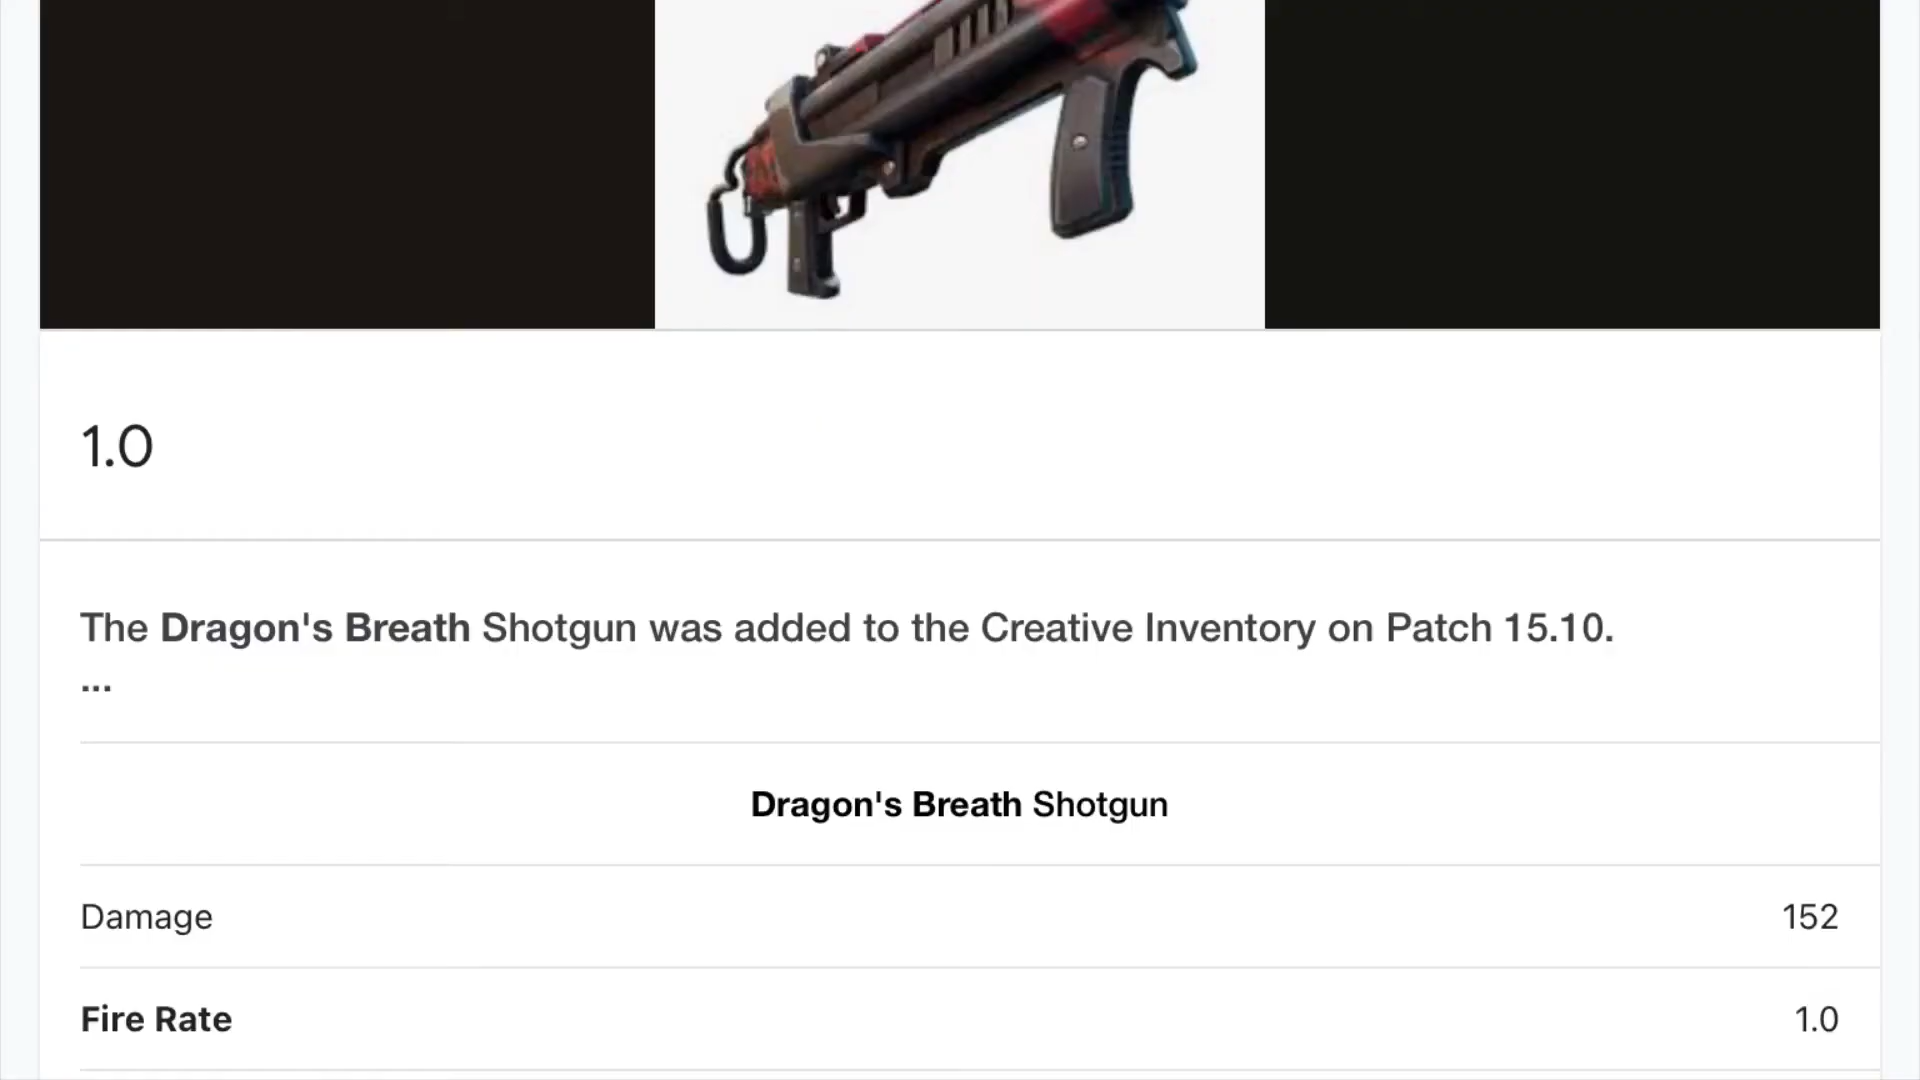 1.0
The Dragon's Breath Shotgun was added to the Creative Inventory on Patch 15.10.
...
Dragon's Breath Shotgun
Damage 152
Fire Rate 1.0